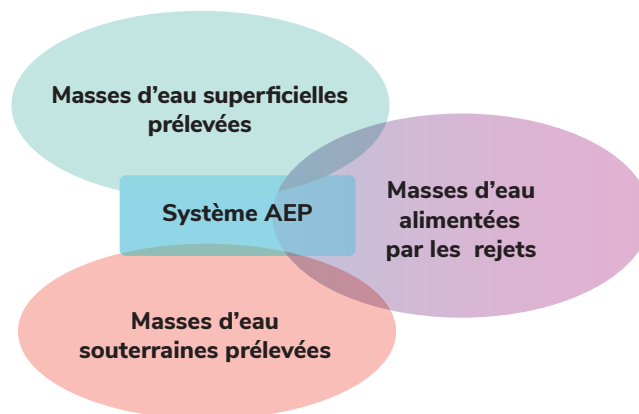 Masses d'eau superficielles
prélevées
Système AEP
Masses d'eau
alimentées
par les rejets
Masses d'eau
souterraines prélevées